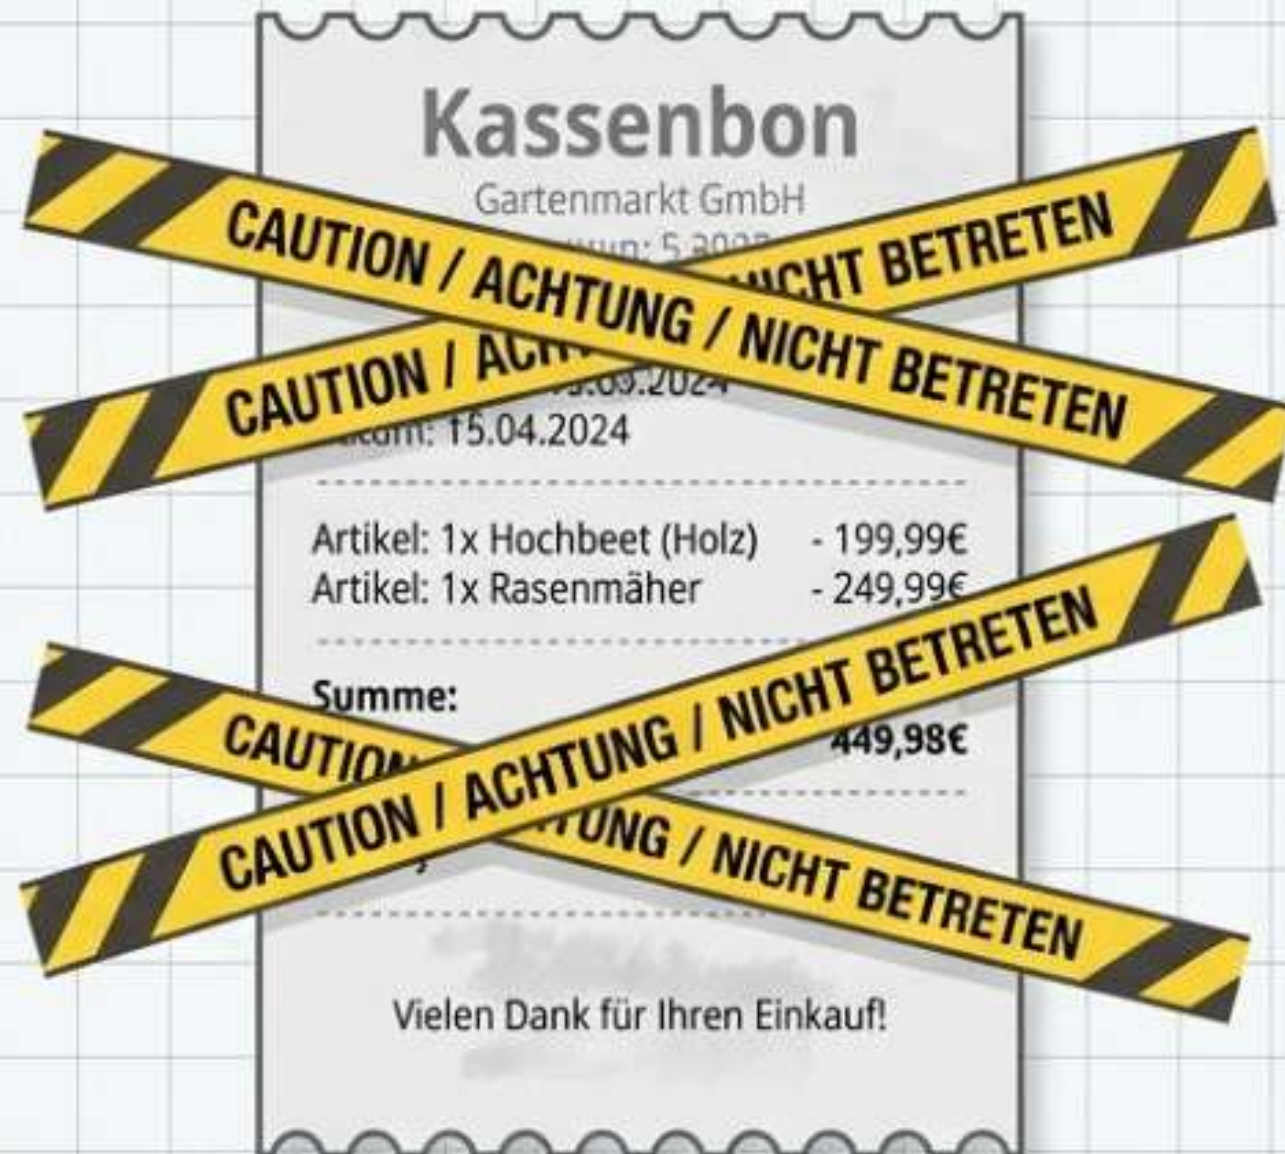 Kassenbon
Gartenmarkt GmbH
CAUTION / ACHTUNG / NICHT BETRETEN
CAUTION / NICHT BETRETEN
15.04.2024
Artikel: 1x Hochbeet (Holz) - 199,99€
Artikel: 1x Rasenmäher - 249,99€
Summe:
449,98€
CAUTION / ACHTUNG / NICHT BETRETEN
CAUTION / NICHT BETRETEN
Vielen Dank für Ihren Einkauf!